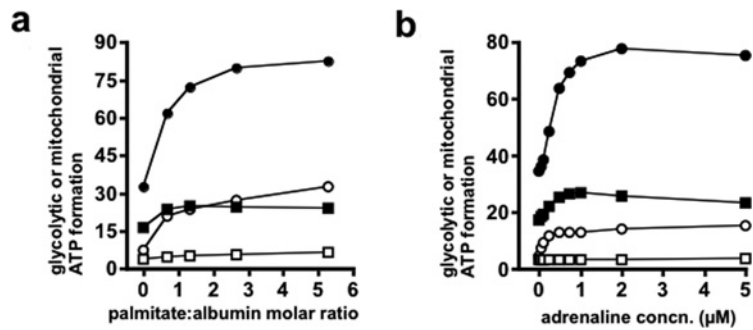 a
glycolytic or mitochondrial
ATP formation
90
75
60
45
30
15
0
0 1 2 3 4 5 6
palmitate:albumin molar ratio
b
glycolytic or mitochondrial
ATP formation
80
60
40
20
0
0 1 2 3 4 5
adrenaline concn. (µM)